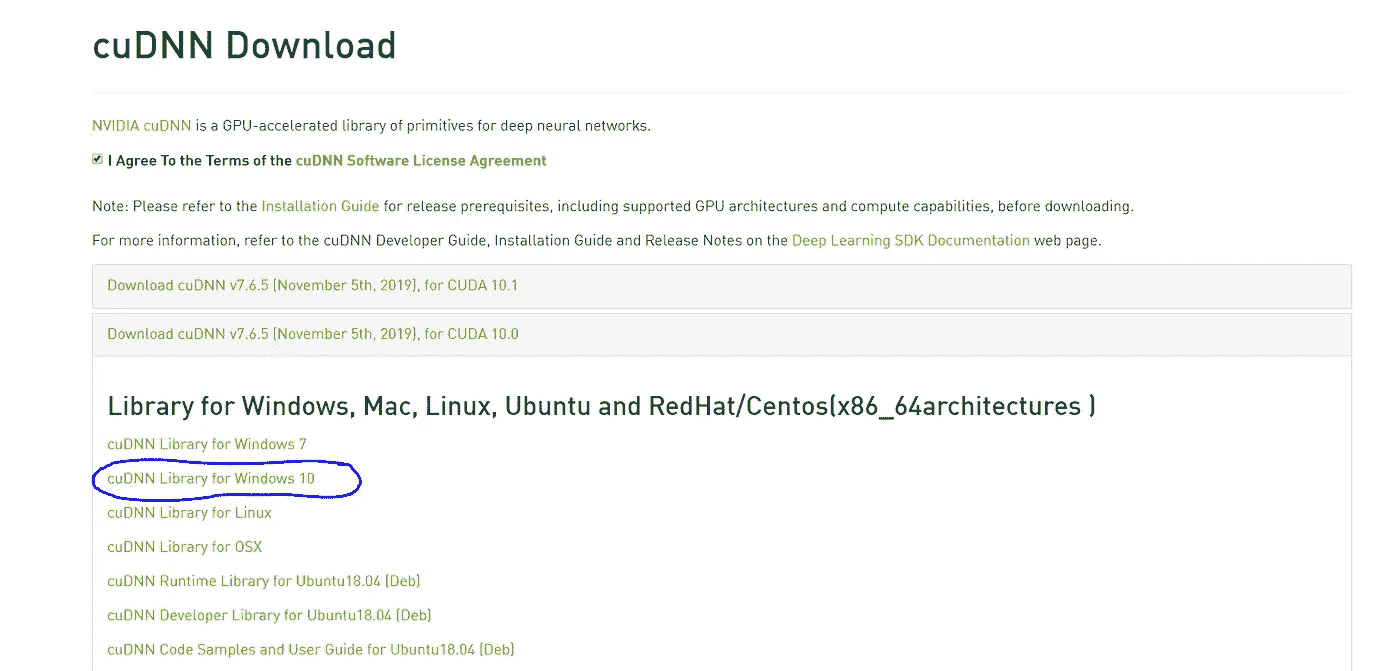 cuDNN Download
NVIDIA cuDNN is a GPU-accelerated library of primitives for deep neural networks.
I Agree To the Terms of the cuDNN Software License Agreement
Note: Please refer to the Installation Guide for release prerequisites, including supported GPU architectures and compute capabilities, before downloading.
For more information, refer to the cuDNN Developer Guide, Installation Guide and Release Notes on the Deep Learning SDK Documentation web page.
Download cuDNN v7.6.5 (November 5th, 2019), for CUDA 10.1
Download cuDNN v7.6.5 (November 5th, 2019), for CUDA 10.0
Library for Windows, Mac, Linux, Ubuntu and RedHat/Centos(x86_64architectures )
cuDNN Library for Windows 7
cuDNN Library for Windows 10
cuDNN Library for Linux
cuDNN Library for OSX
cuDNN Runtime Library for Ubuntu18.04 (Deb)
cuDNN Developer Library for Ubuntu18.04 (Deb)
cuDNN Code Samples and User Guide for Ubuntu18.04 (Deb)